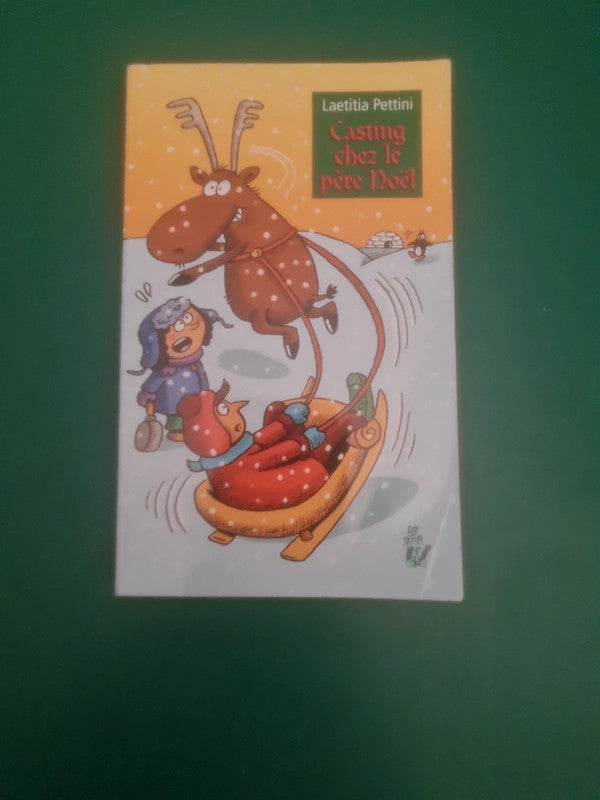 Laetitia Pettini
Casting
chez le
père Noël